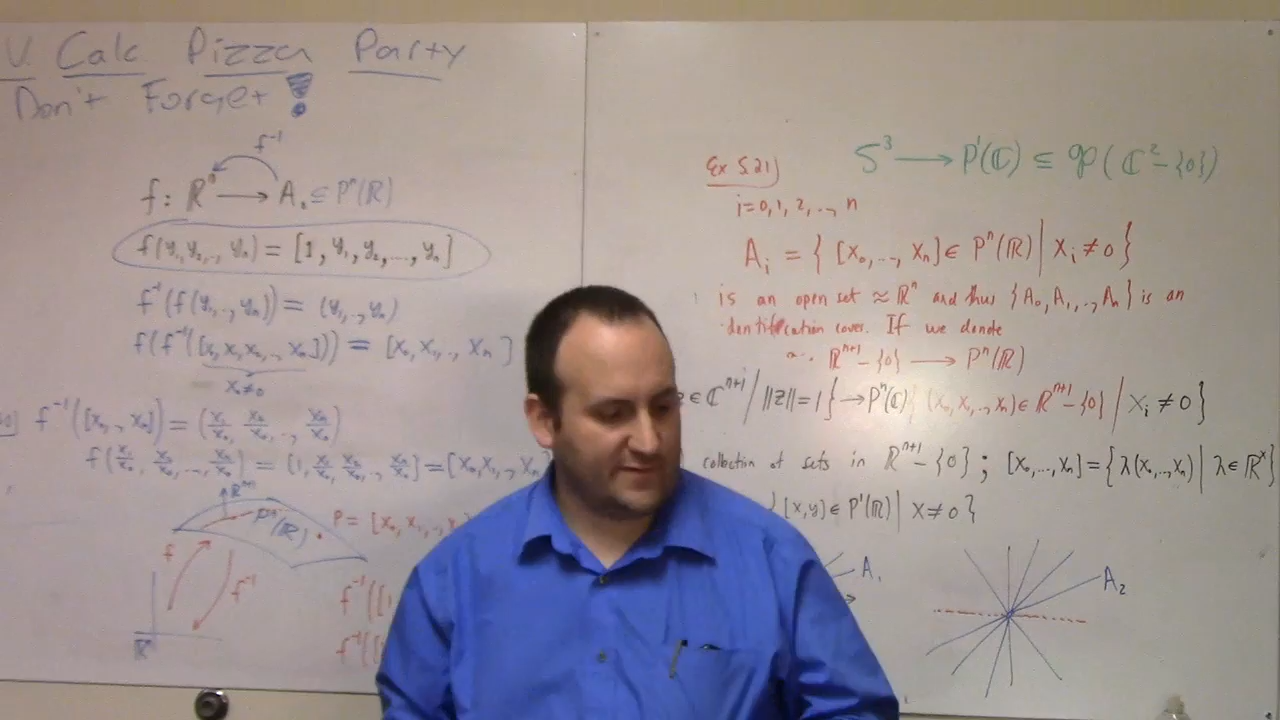 V. Calc Pizza Party
Don't Forget!
f⁻¹
f: ℝⁿ ⟶ A₀ ⊆ Pⁿ(ℝ)
f(y₁,y₂,..,yₙ) = [1, y₁, y₂, ..., yₙ]
f⁻¹(f(y₁,..,yₙ)) = (y₁,..,yₙ)
= [x₀, x₁,.., xₙ]
x₀≠0
f⁻¹([x₀,..,xₙ]) = (x₁/x₀, x₂/x₀, .., xₙ/x₀)
f(x₁/x₀, x₂/x₀, ..., xₙ/x₀) = [1, x₁/x₀, x₂/x₀, .., xₙ/x₀] = [x₀,x₁,..,xₙ]
ℝⁿ⁺¹
Pⁿ(ℝ)
P = [x₀, x₁, ..,
f
f⁻¹
ℝⁿ
f⁻¹([
f⁻¹([
S³ ⟶ P¹(ℂ) ⊆ 𝒫(ℂ² - {0})
Ex 5.21)
i=0,1,2,..,n
Aᵢ = { [x₀,..,xₙ] ∈ Pⁿ(ℝ) | xᵢ ≠ 0 }
is an open set ≈ ℝⁿ and thus {A₀, A₁,.., Aₙ} is an
identification cover. If we denote
ℝⁿ⁺¹ - {0} ⟶ Pⁿ(ℝ)
z ∈ ℂⁿ⁺¹ / ||z|| = 1} → Pⁿ(ℂ) {(x₀, x₁,.., xₙ) ∈ ℝⁿ⁺¹ - {0} | xᵢ ≠ 0}
collection of sets in ℝⁿ⁺¹ - {0} ; [x₀,...,xₙ] = {λ(x₀,..,xₙ) | λ ∈ ℝˣ}
[x,y) ∈ P¹(ℝ) | x ≠ 0}
A₁
A₂